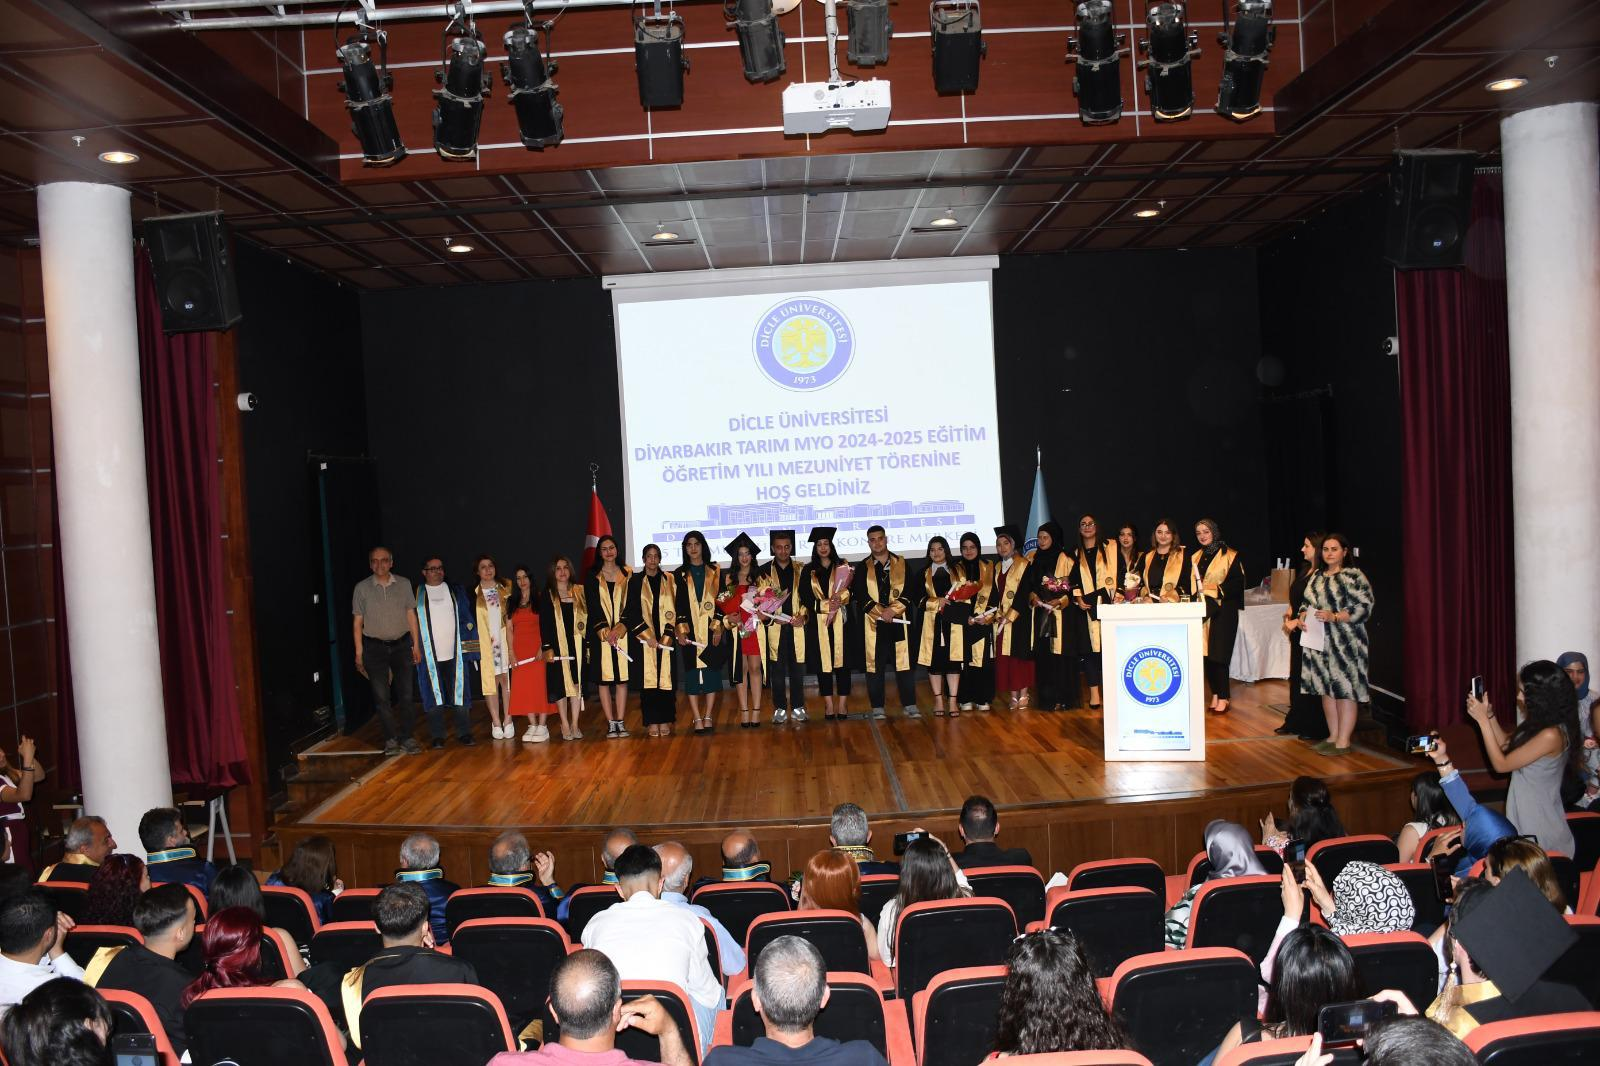 DİCLE ÜNİVERSİTESİ
1973
DİCLE ÜNİVERSİTESİ
DİYARBAKIR TARIM MYO 2024-2025 EĞİTİM
ÖĞRETİM YILI MEZUNİYET TÖRENİNE
HOŞ GELDİNİZ
DİCLE ÜNİVERSİTESİ
1973